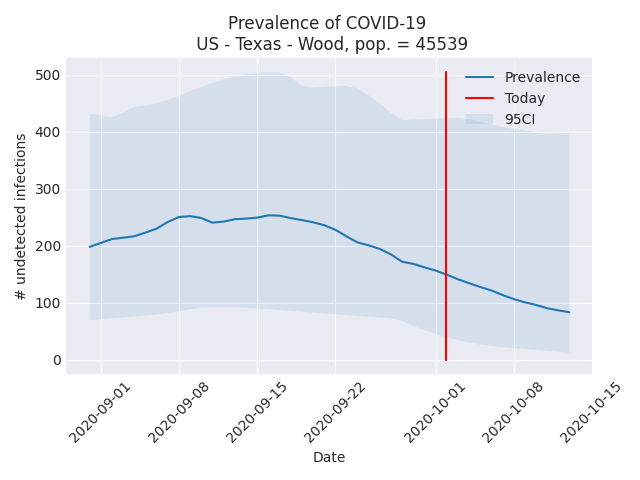 Prevalence of COVID-19
US - Texas - Wood, pop. = 45539
Prevalence
Today
95CI
# undetected infections
500
400
300
200
100
0
2020-09-01
2020-09-08
2020-09-15
2020-09-22
2020-10-01
2020-10-08
2020-10-15
Date